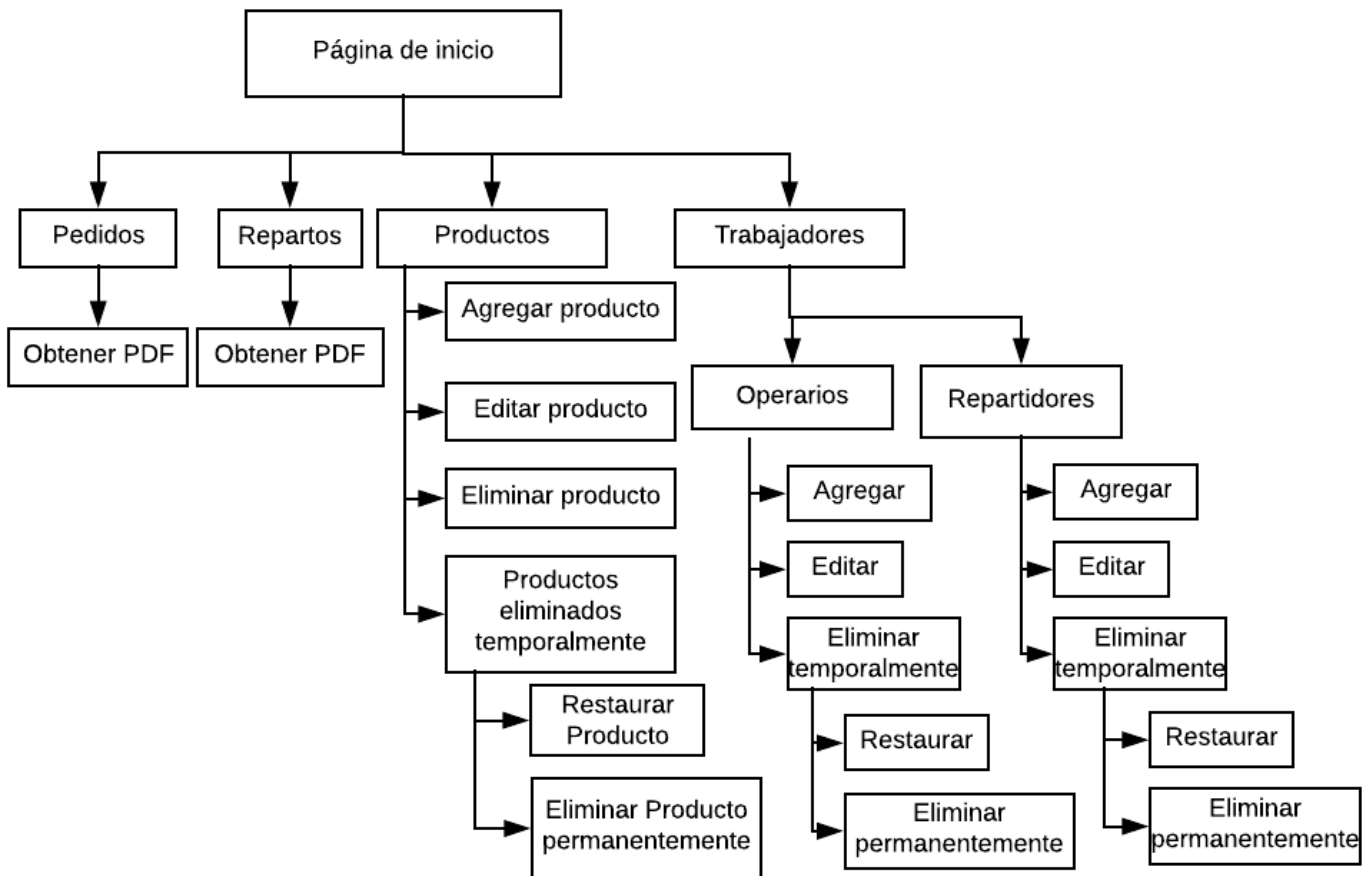 Página de inicio
Pedidos
Repartos
Productos
Trabajadores
Obtener PDF
Obtener PDF
Agregar producto
Editar producto
Eliminar producto
Productos
eliminados
temporalmente
Restaurar
Producto
Eliminar Producto
permanentemente
Operarios
Agregar
Editar
Eliminar
temporalmente
Restaurar
Eliminar
permanentemente
Repartidores
Agregar
Editar
Eliminar
temporalmente
Restaurar
Eliminar
permanentemente